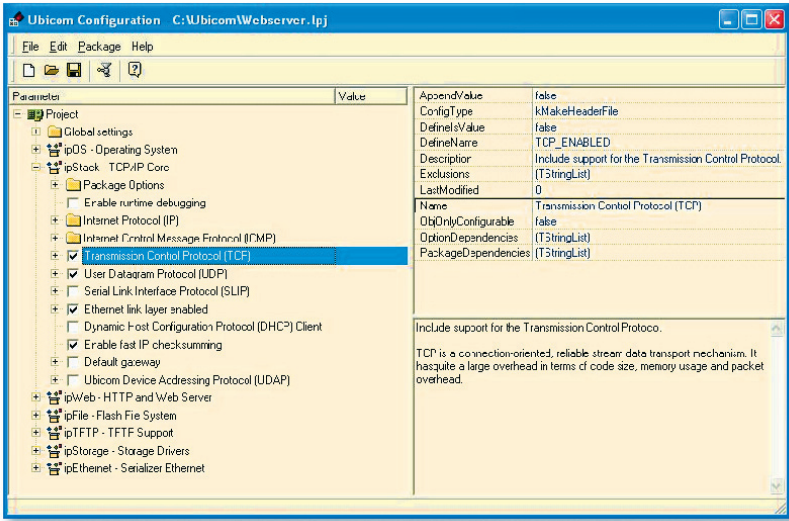 Ubicom Configuration C:\Ubicom\Webserver.lpj
File Edit Package Help
Parameter Value
Project
Global settings
ipOS - Operating System
ipStack TCP/IP Core
Package Options
Enable runtime debugging
Internet Protocol (IP)
Internet Control Message Protocol (ICMP)
Transmission Control Protocol (TCP)
User Datagram Protocol (UDP)
Serial Link Interface Protocol (SLIP)
Ethernet link layer enabled
Dynamic Host Configuration Protocol (DHCP) Client
Enable fast IP checksumming
Default gateway
Ubicom Device Addressing Protocol (UDAP)
ipWeb - HTTP and Web Server
ipFile - Flash File System
ipTFTP - TFTP Support
ipStorage - Storage Drivers
ipEthernet - Serializer Ethernet
AppendValue false
ConfigType kMakeHeaderFile
DefineIsValue false
DefineName TCP_ENABLED
Description Include support for the Transmission Control Protocol.
Exclusions (TStringList)
LastModified 0
Name Transmission Control Protocol (TCP)
ObjOnlyConfigurable false
OptionDependencies (TStringList)
PackageDependencies (TStringList)
Include support for the Transmission Control Protoco.
TCP is a connection-oriented, reliable stream data transport mechanism. It
hasquite a large overhead in terms of code size, memory usage and packet
overhead.